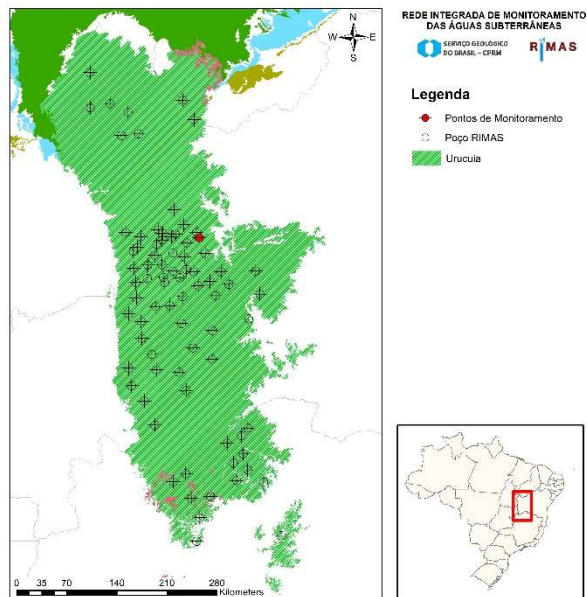 REDE INTEGRADA DE MONITORAMENTO
DAS ÁGUAS SUBTERRÂNEAS
SERVIÇO GEOLÓGICO
DO BRASIL – CPRM
RIMAS
Legenda
Pontos de Monitoramento
Poço RIMAS
Urucuia
N
W E
S
0 35 70 140 210 280
Kilometers